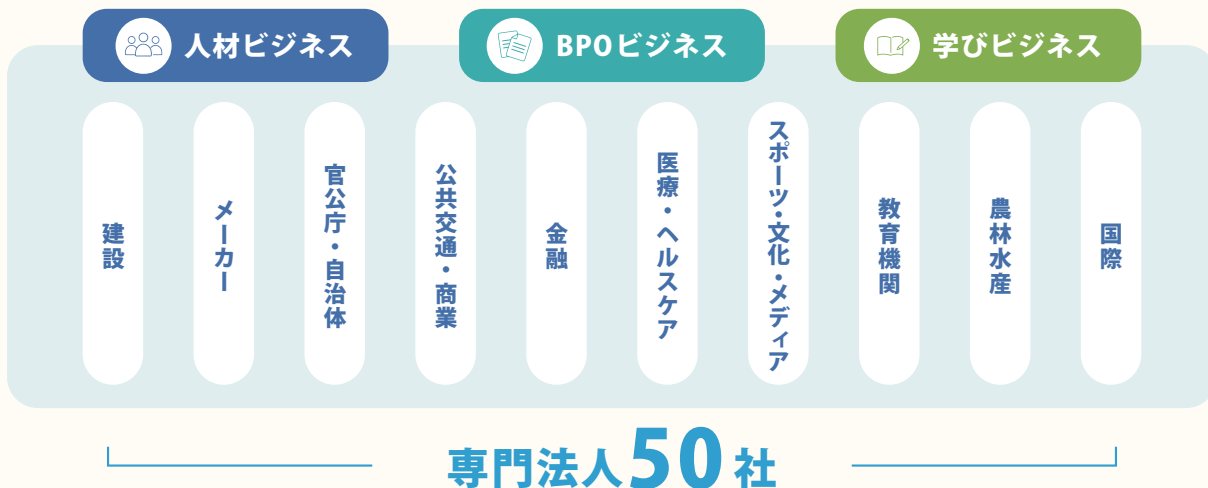 人材ビジネス
BPOビジネス
学びビジネス
建設
メーカー
官公庁・自治体
公共交通・商業
金融
医療・ヘルスケア
スポーツ・文化・メディア
教育機関
農林水産
国際
専門法人50社